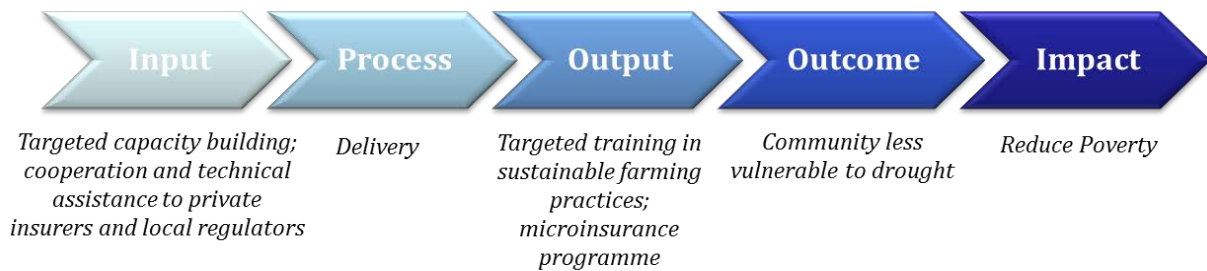 Input
Process
Output
Outcome
Impact
Targeted capacity building;
cooperation and technical
assistance to private
insurers and local regulators
Delivery
Targeted training in
sustainable farming
practices;
microinsurance
programme
Community less
vulnerable to drought
Reduce Poverty